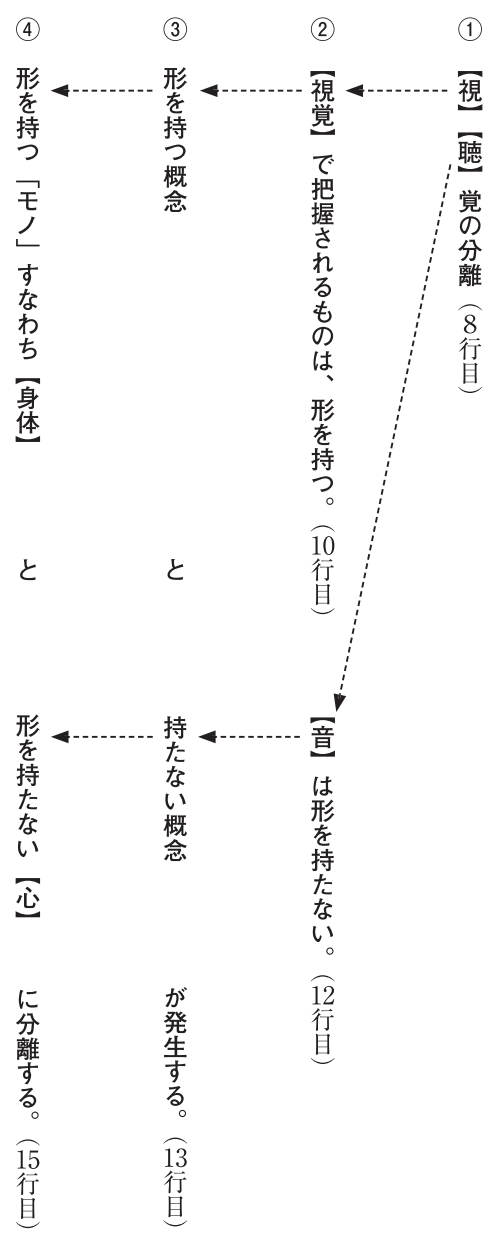 ① 【視】【聴】覚の分離（8行目）
② 【視覚】で把握されるものは、形を持つ。（10行目） 【音】は形を持たない。（12行目）
③ 形を持つ概念 と 持たない概念 が発生する。（13行目）
④ 形を持つ「モノ」すなわち【身体】 と 形を持たない【心】 に分離する。（15行目）